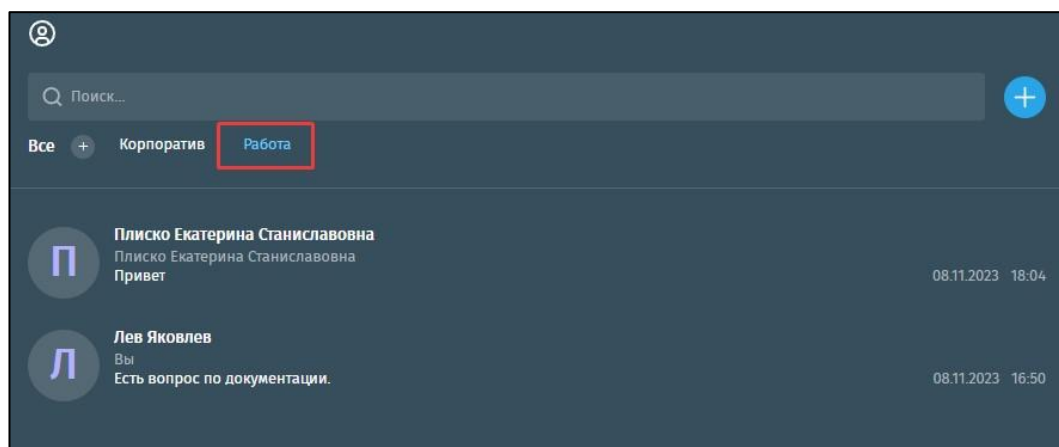 Поиск...
Все + Корпоратив Работа
П
Плиско Екатерина Станиславовна
Плиско Екатерина Станиславовна
Привет 08.11.2023 18:04
Л
Лев Яковлев
Вы
Есть вопрос по документации. 08.11.2023 16:50